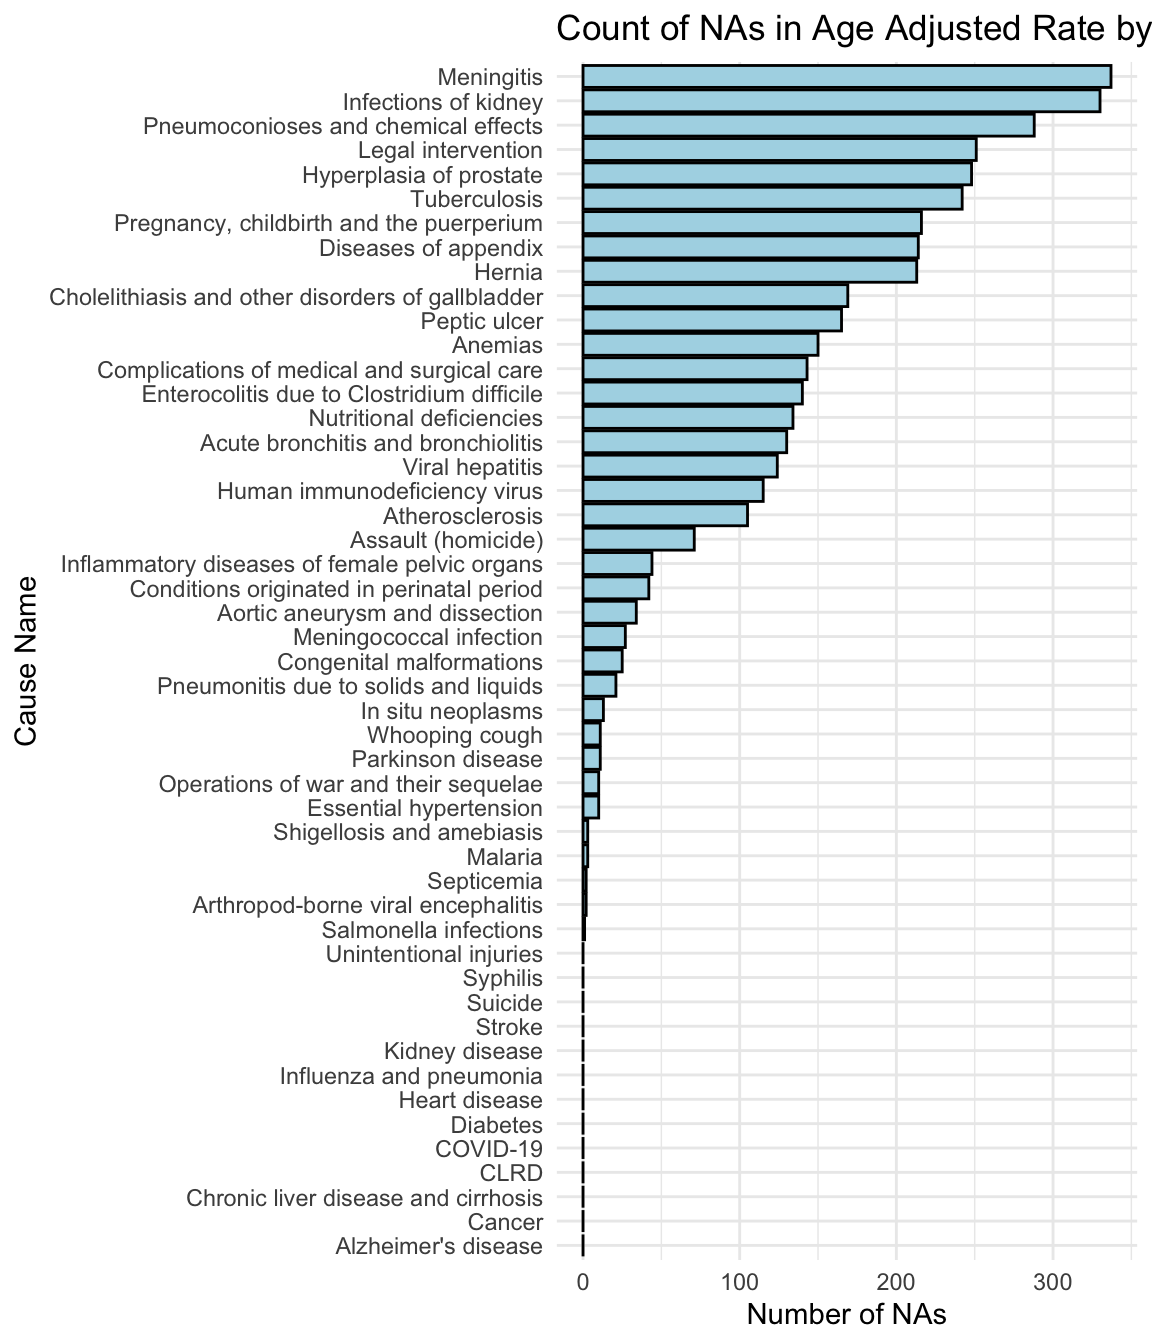 Count of NAs in Age Adjusted Rate by
Meningitis
Infections of kidney
Pneumoconioses and chemical effects
Legal intervention
Hyperplasia of prostate
Tuberculosis
Pregnancy, childbirth and the puerperium
Diseases of appendix
Hernia
Cholelithiasis and other disorders of gallbladder
Peptic ulcer
Anemias
Complications of medical and surgical care
Enterocolitis due to Clostridium difficile
Nutritional deficiencies
Acute bronchitis and bronchiolitis
Viral hepatitis
Human immunodeficiency virus
Atherosclerosis
Assault (homicide)
Inflammatory diseases of female pelvic organs
Conditions originated in perinatal period
Aortic aneurysm and dissection
Meningococcal infection
Congenital malformations
Pneumonitis due to solids and liquids
In situ neoplasms
Whooping cough
Parkinson disease
Operations of war and their sequelae
Essential hypertension
Shigellosis and amebiasis
Malaria
Septicemia
Arthropod-borne viral encephalitis
Salmonella infections
Unintentional injuries
Syphilis
Suicide
Stroke
Kidney disease
Influenza and pneumonia
Heart disease
Diabetes
COVID-19
CLRD
Chronic liver disease and cirrhosis
Cancer
Alzheimer's disease
Cause Name
0 100 200 300
Number of NAs